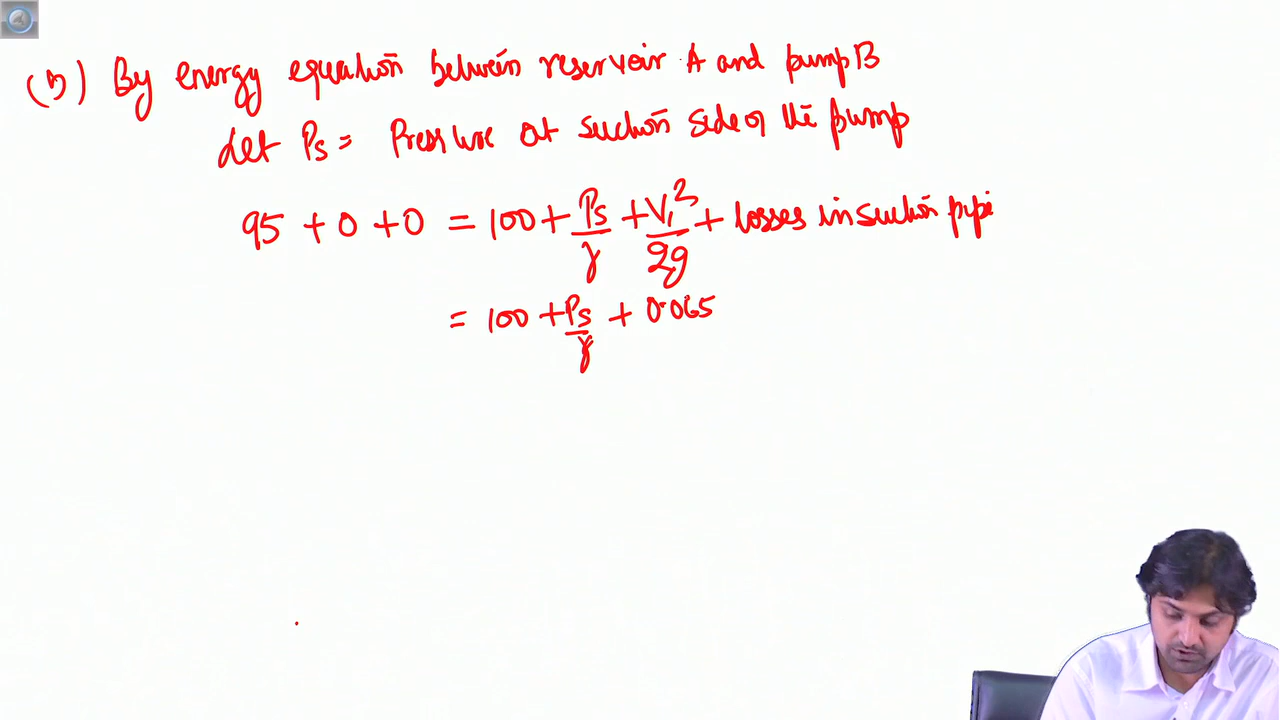 (b) By energy equation between reservoir A and pump B
Let Ps = Pressure at suction side of the pump
95 + 0 + 0 = 100 + Ps/γ + V₁²/2g + losses in suction pipe
= 100 + Ps/γ + 0.065